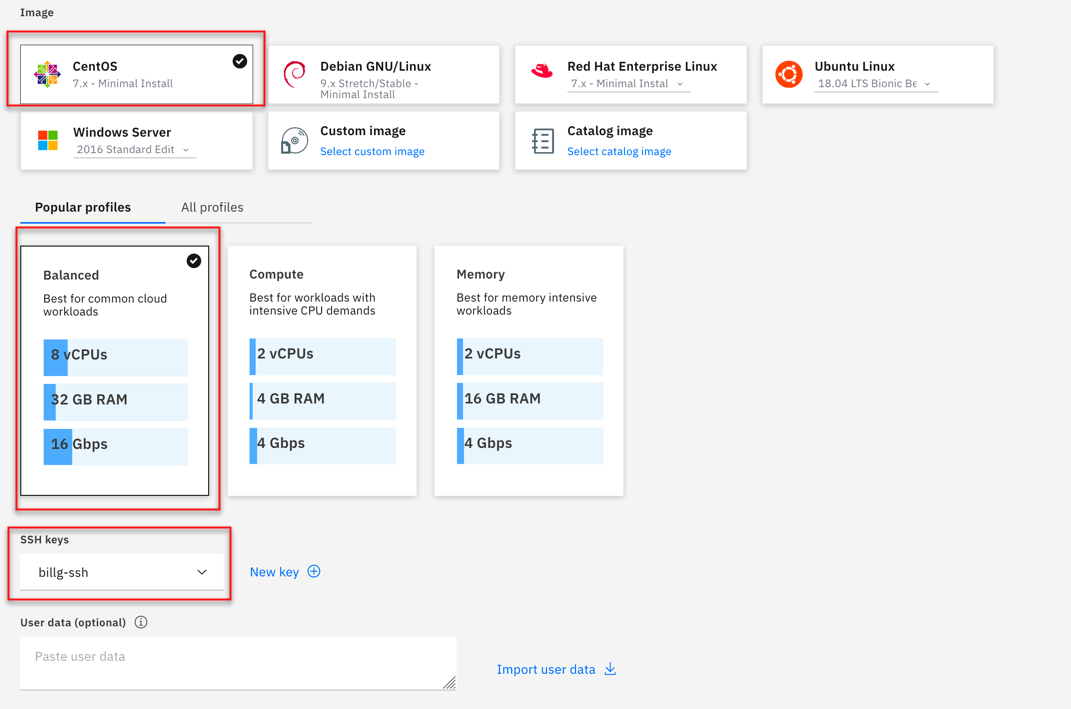 Image
CentOS
7.x - Minimal Install
Debian GNU/Linux
9.x Stretch/Stable -
Minimal Install
Red Hat Enterprise Linux
7.x - Minimal Instal
Ubuntu Linux
18.04 LTS Bionic Be
Windows Server
2016 Standard Edit
Custom image
Select custom image
Catalog image
Select catalog image
Popular profiles
All profiles
Balanced
Best for common cloud
workloads
8 vCPUs
32 GB RAM
16 Gbps
Compute
Best for workloads with
intensive CPU demands
2 vCPUs
4 GB RAM
4 Gbps
Memory
Best for memory intensive
workloads
2 vCPUs
16 GB RAM
4 Gbps
SSH keys
billg-ssh
New key
User data (optional)
Paste user data
Import user data